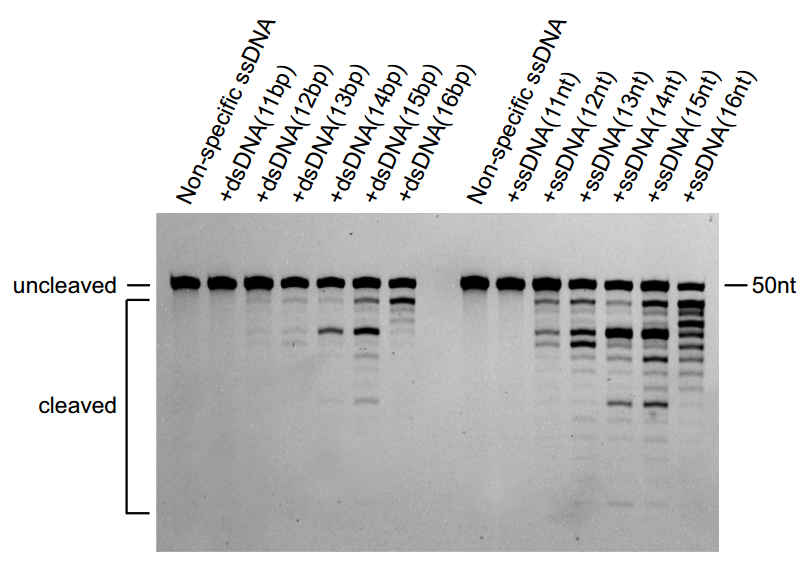 Non-specific ssDNA
+dsDNA(11bp)
+dsDNA(12bp)
+dsDNA(13bp)
+dsDNA(14bp)
+dsDNA(15bp)
+dsDNA(16bp)
Non-specific ssDNA
+ssDNA(11nt)
+ssDNA(12nt)
+ssDNA(13nt)
+ssDNA(14nt)
+ssDNA(15nt)
+ssDNA(16nt)
uncleaved
50nt
cleaved